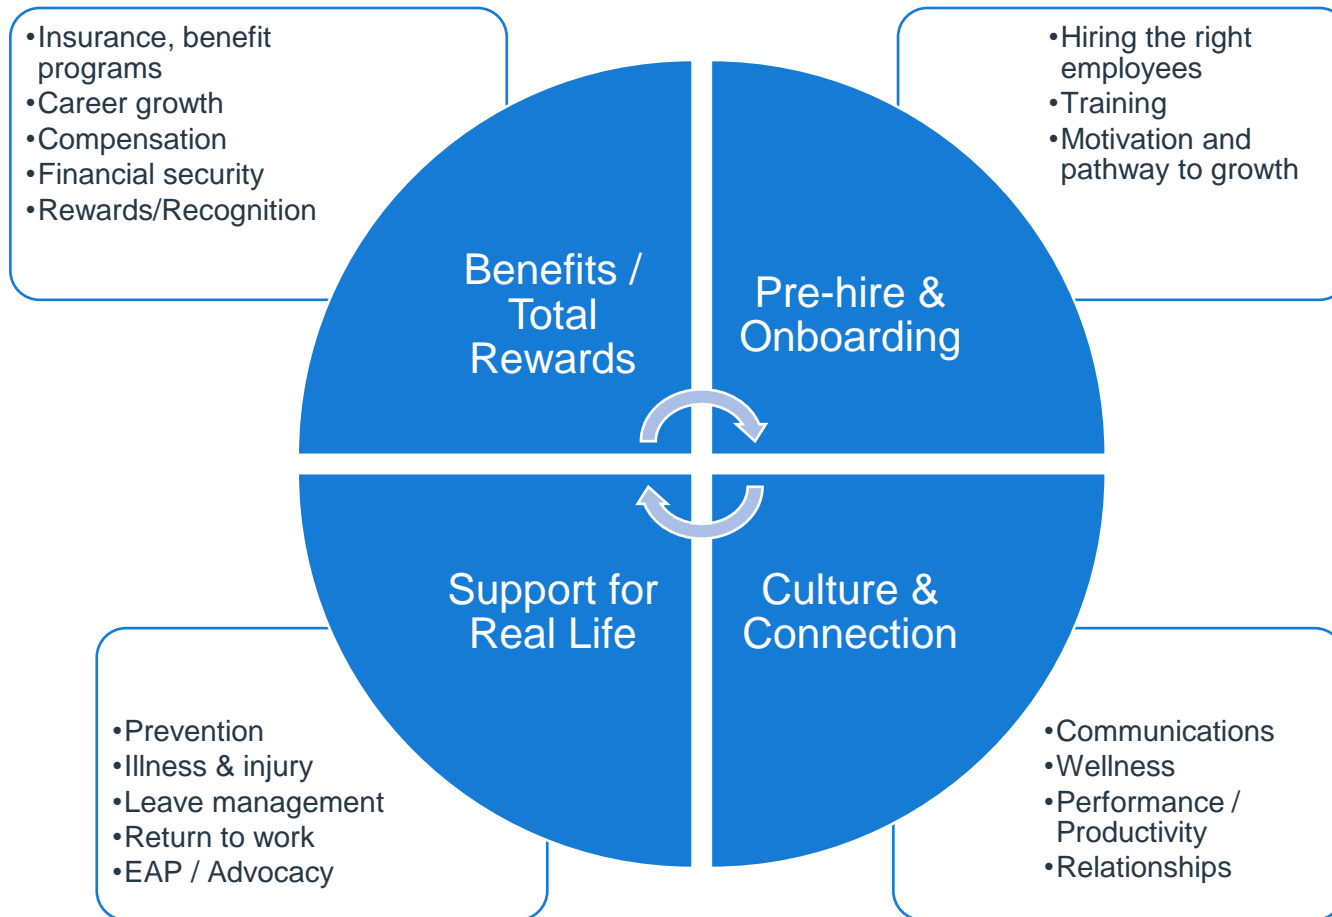 •Insurance, benefit
programs
•Career growth
•Compensation
•Financial security
•Rewards/Recognition
•Hiring the right
employees
•Training
•Motivation and
pathway to growth
Benefits /
Total
Rewards
Pre-hire &
Onboarding
Support for
Real Life
Culture &
Connection
•Prevention
•Illness & injury
•Leave management
•Return to work
•EAP / Advocacy
•Communications
•Wellness
•Performance /
Productivity
•Relationships